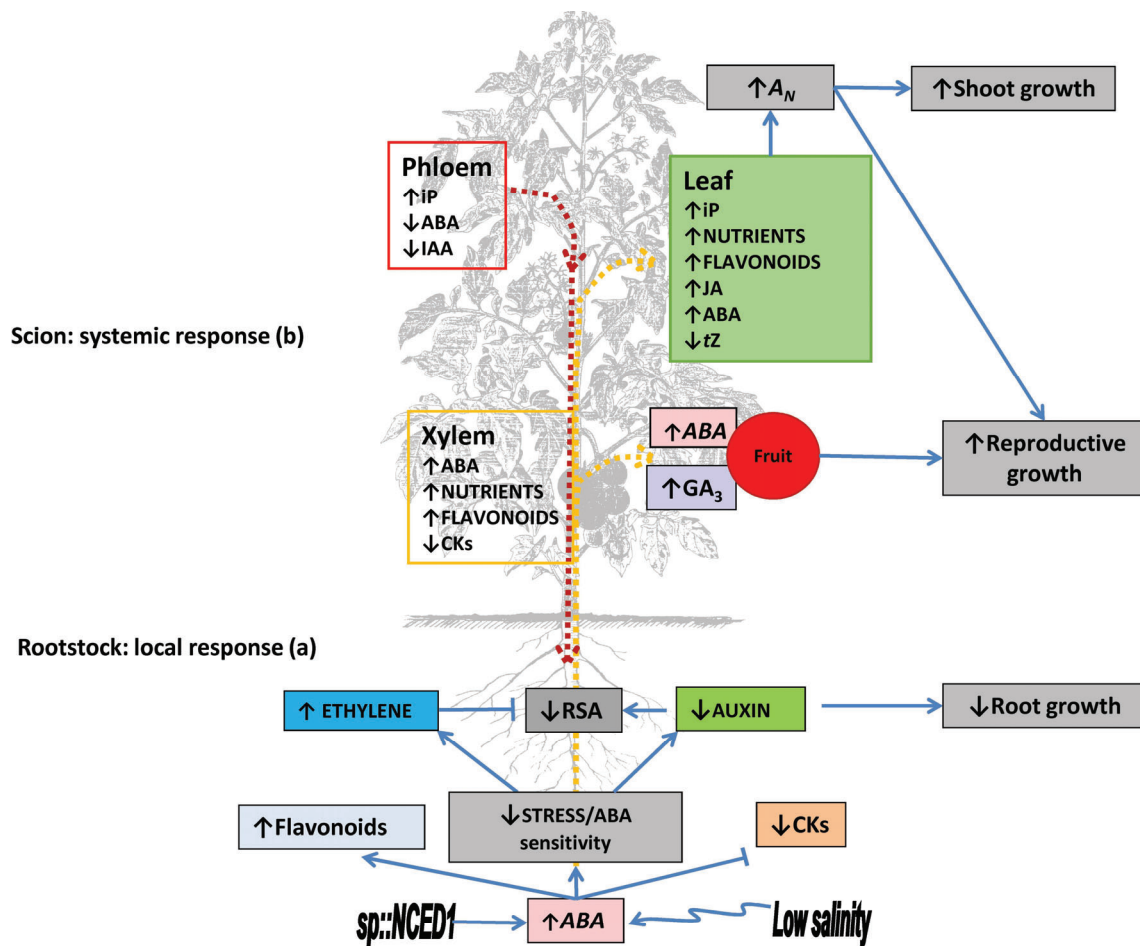 ↑AN
↑Shoot growth
Phloem
↑iP
↓ABA
↓IAA
Leaf
↑iP
↑NUTRIENTS
↑FLAVONOIDS
↑JA
↑ABA
↓tZ
Scion: systemic response (b)
Xylem
↑ABA
↑NUTRIENTS
↑FLAVONOIDS
↓CKs
↑ABA
↑GA3
Fruit
↑Reproductive
growth
Rootstock: local response (a)
↑ ETHYLENE
↓RSA
↓AUXIN
↓Root growth
↑Flavonoids
↓STRESS/ABA
sensitivity
↓CKs
sp::NCED1
↑ABA
Low salinity